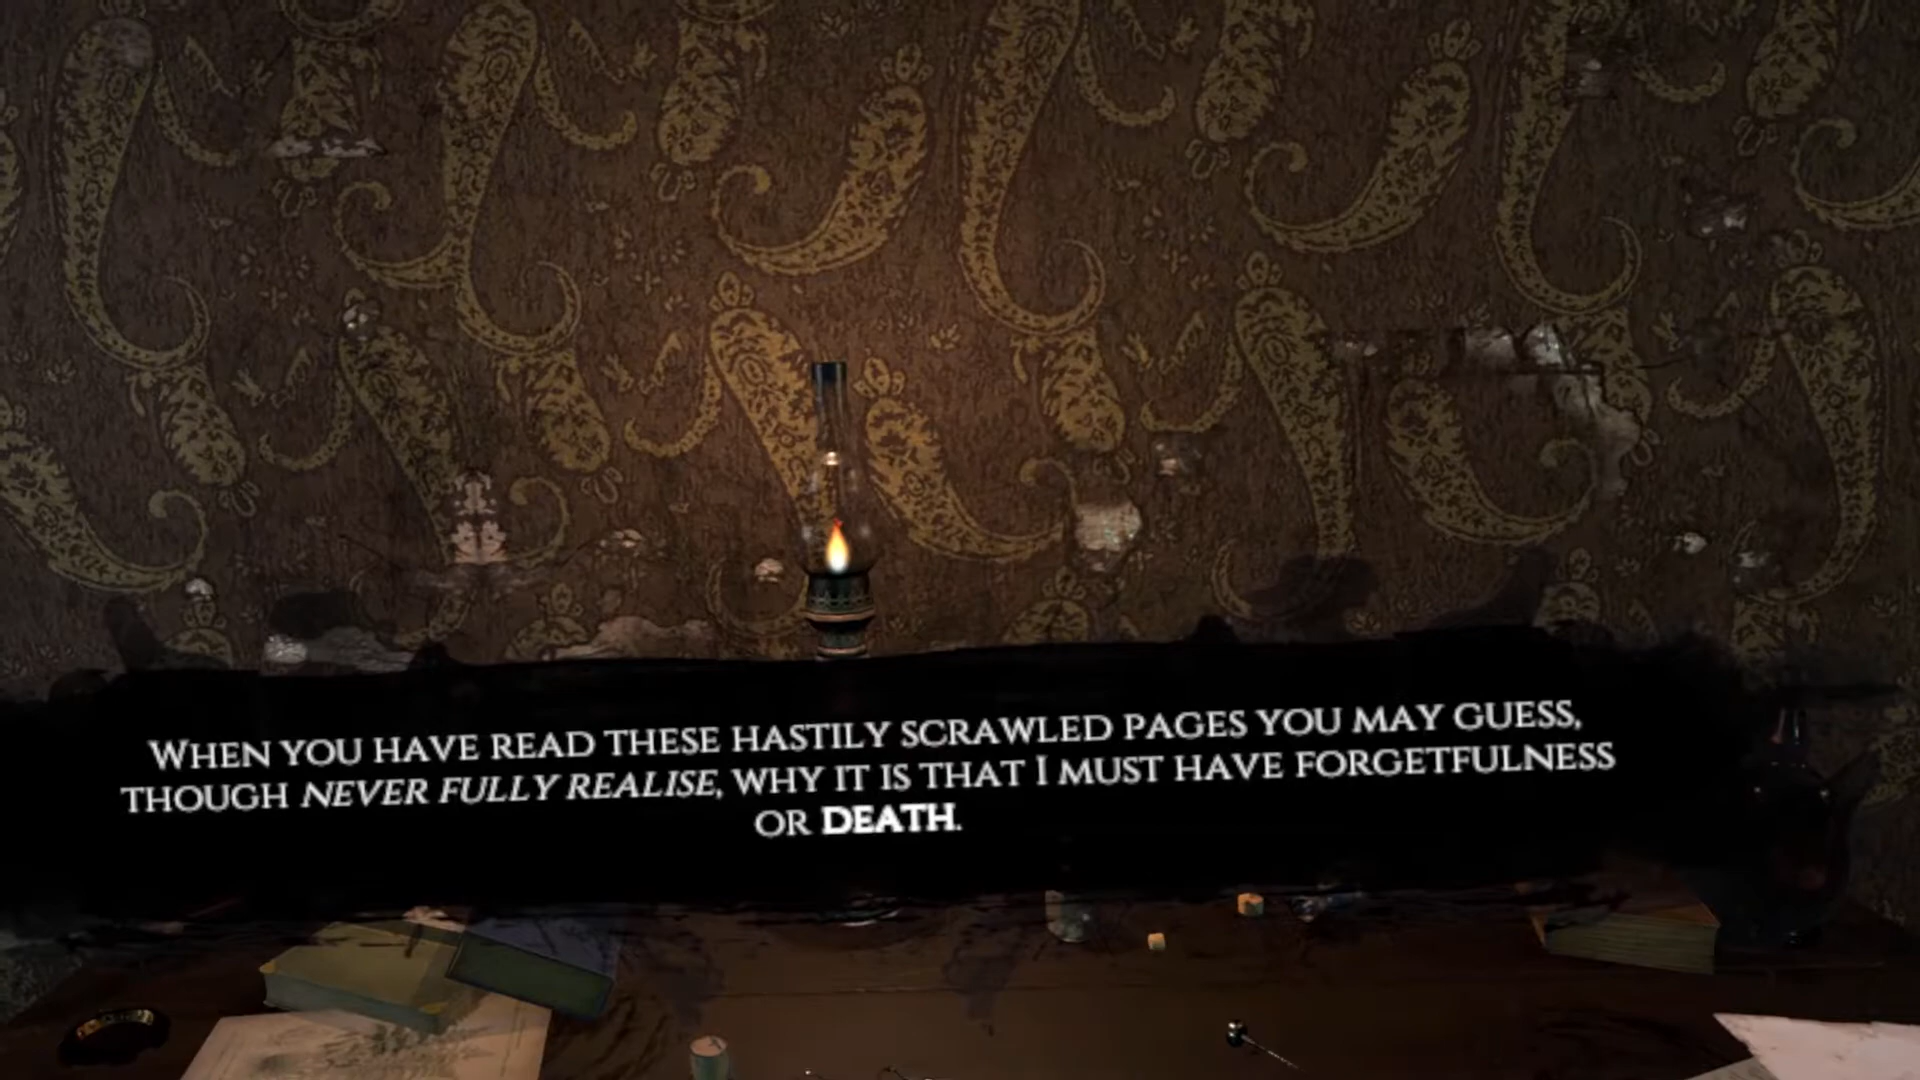 When you have read these hastily scrawled pages you may guess,
though never fully realise, why it is that I must have forgetfulness
or death.